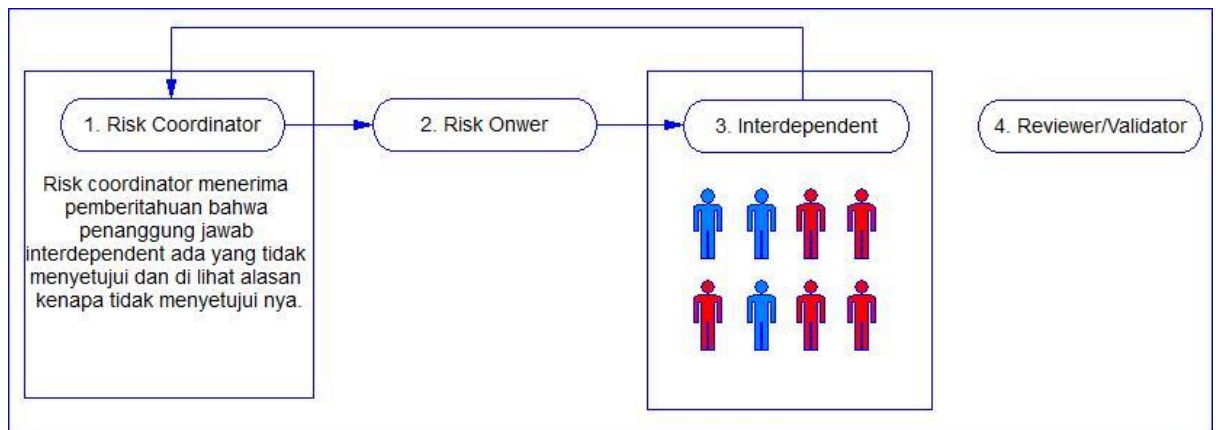 1. Risk Coordinator
2. Risk Onwer
3. Interdependent
4. Reviewer/Validator
Risk coordinator menerima
pemberitahuan bahwa
penanggung jawab
interdependent ada yang tidak
menyetujui dan di lihat alasan
kenapa tidak menyetujui nya.